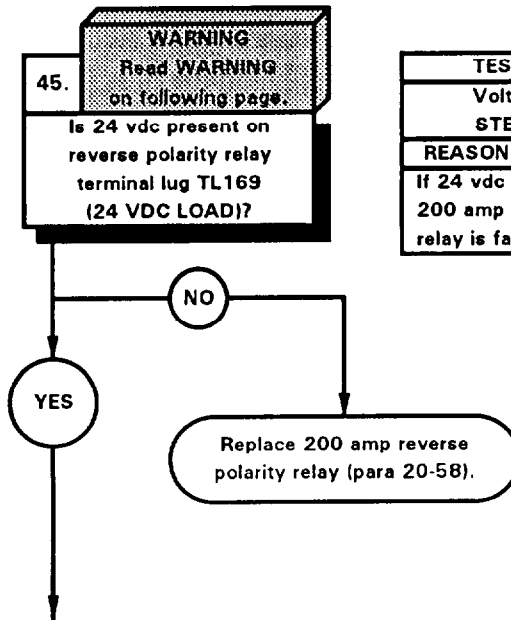 WARNING
Read WARNING
on following page.
45.
Is 24 vdc present on
reverse polarity relay
terminal lug TL169
(24 VDC LOAD)?
TES
Volt
STE
REASON
If 24 vdc
200 amp
relay is fa
NO
YES
Replace 200 amp reverse
polarity relay (para 20-58).